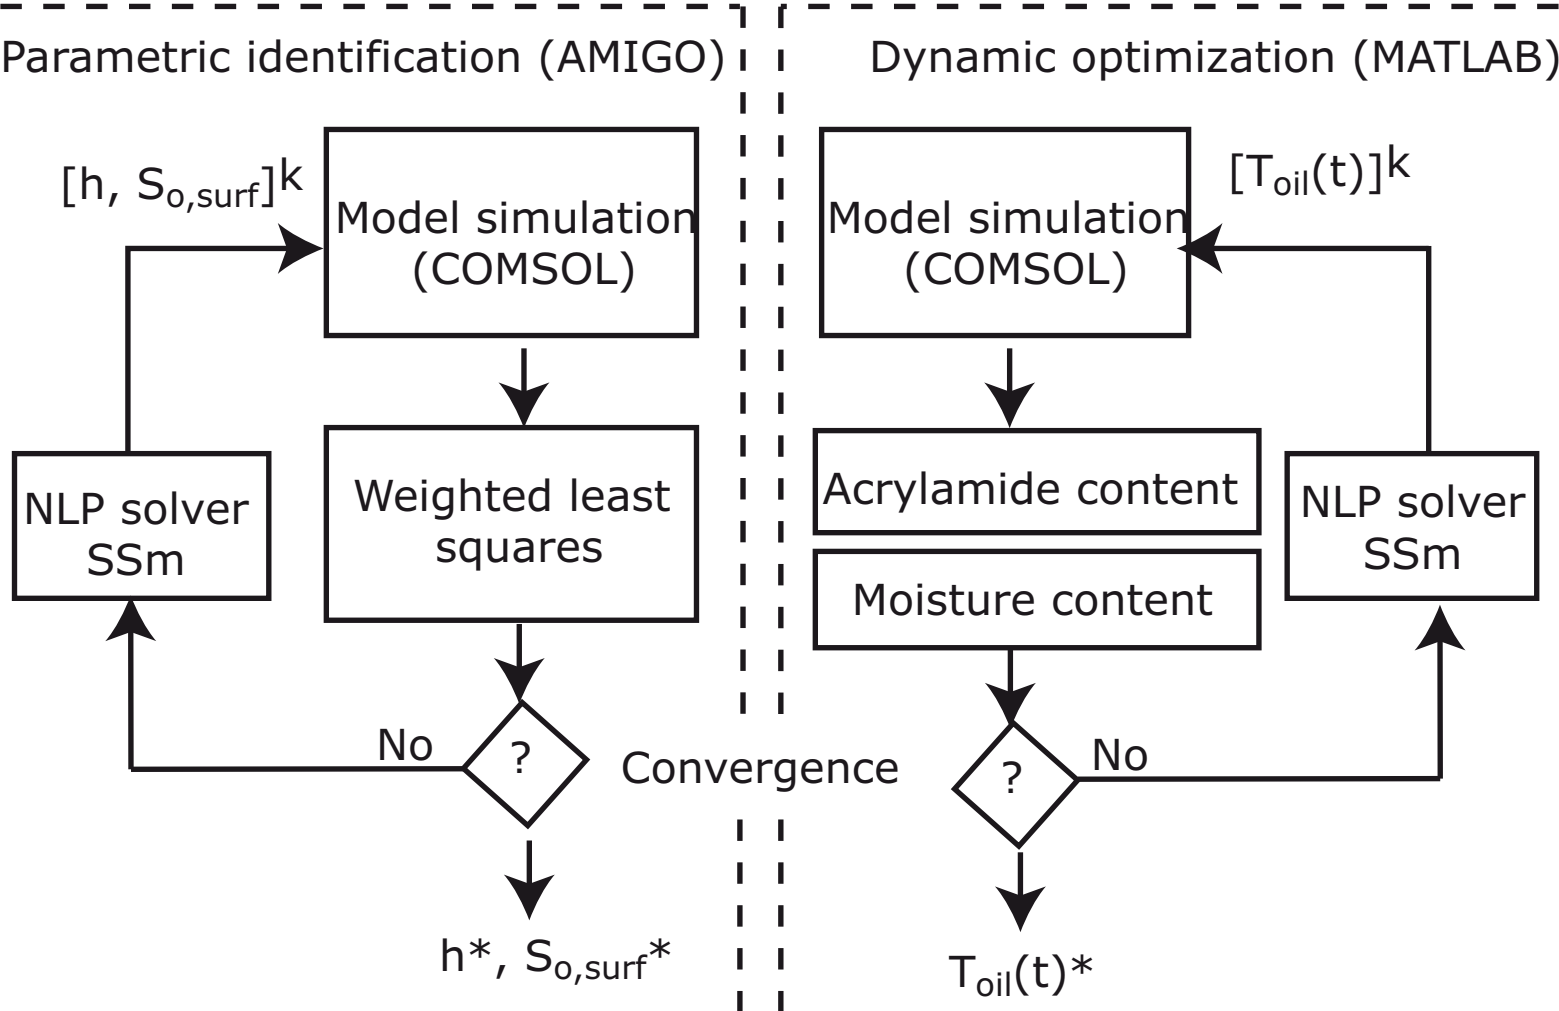 Parametric identification (AMIGO)
[h, So,surf]k
Model simulation
(COMSOL)
Weighted least
squares
NLP solver
SSm
No
?
h*, So,surf*
Convergence
Dynamic optimization (MATLAB)
[Toil(t)]k
Model simulation
(COMSOL)
Acrylamide content
Moisture content
NLP solver
SSm
?
No
Toil(t)*